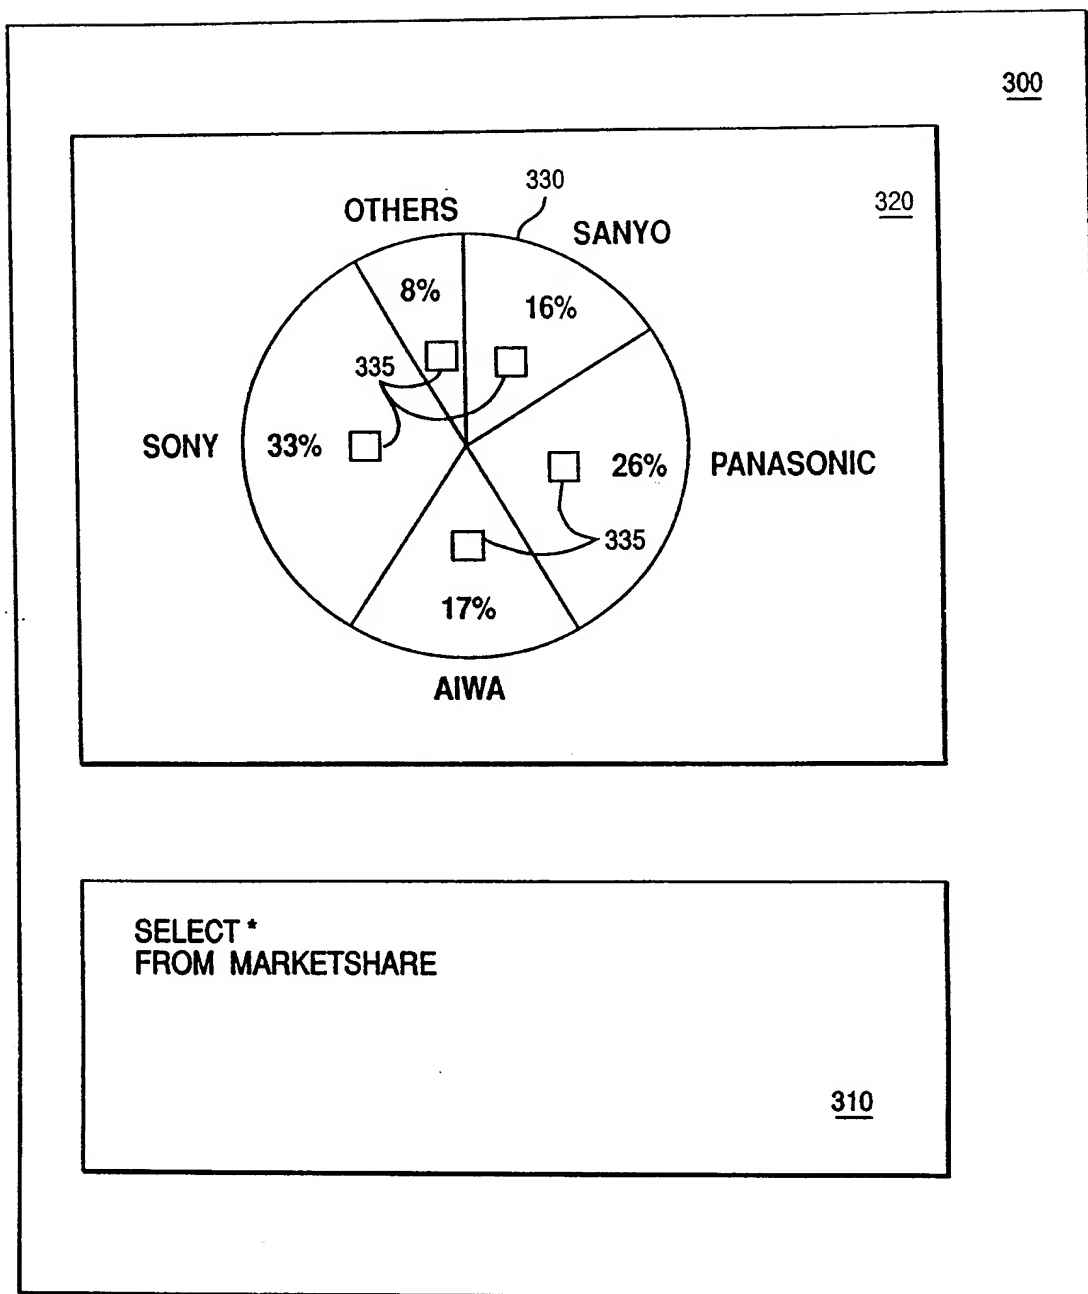 300
330
320
OTHERS
SANYO
8%
16%
335
SONY
33%
26%
PANASONIC
335
17%
AIWA
SELECT *
FROM MARKETSHARE
310